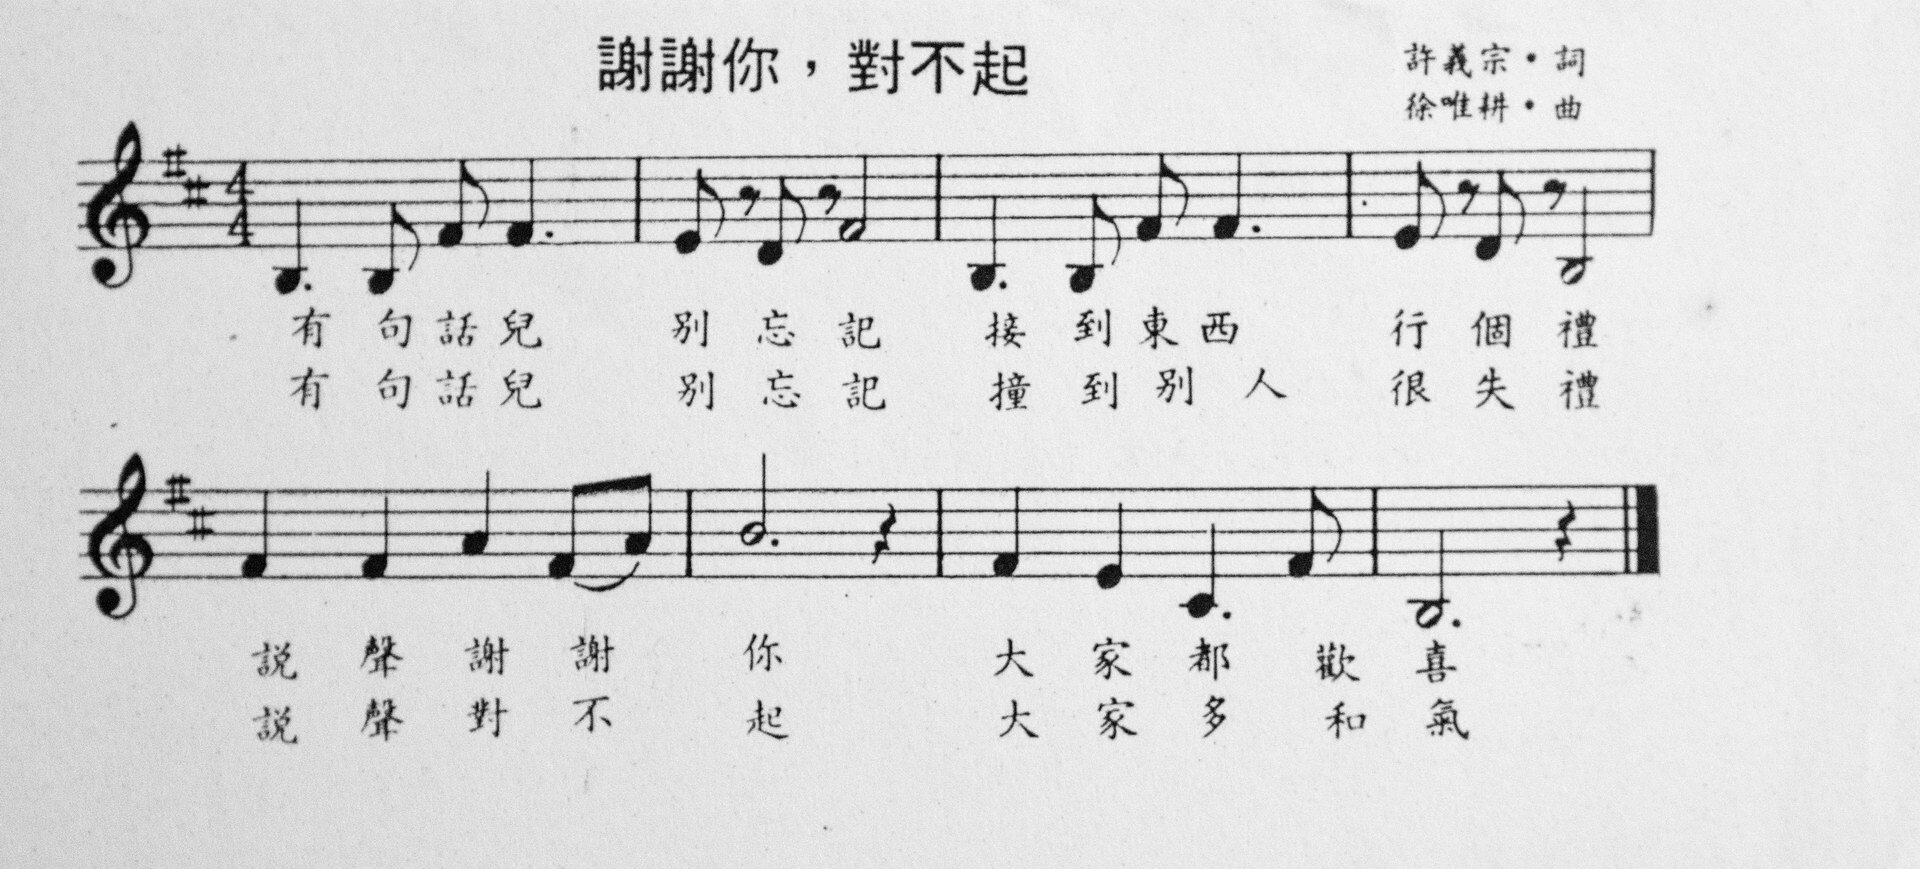 謝謝你，對不起
許義宗・詞
徐唯耕・曲
4
4
有句話兒 別忘記 接到東西 行個禮
有句話兒 別忘記 撞到別人 很失禮
説聲謝謝你 大家都歡喜
説聲對不起 大家多和氣